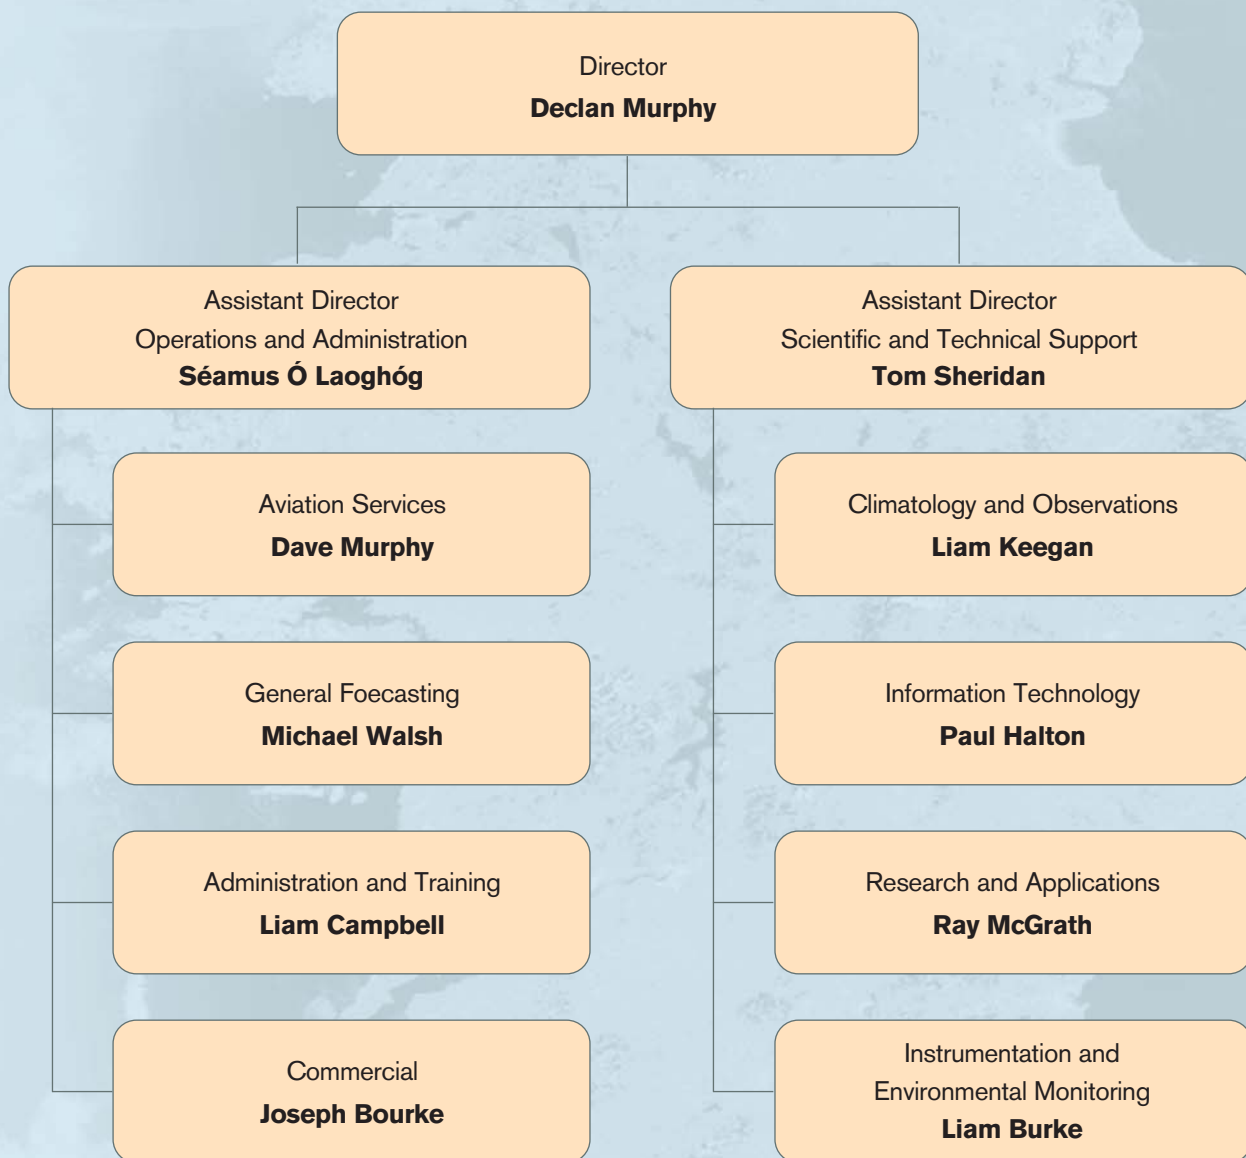 Director
Declan Murphy
Assistant Director
Operations and Administration
Séamus Ó Laoghóg
Aviation Services
Dave Murphy
General Foecasting
Michael Walsh
Administration and Training
Liam Campbell
Commercial
Joseph Bourke
Assistant Director
Scientific and Technical Support
Tom Sheridan
Climatology and Observations
Liam Keegan
Information Technology
Paul Halton
Research and Applications
Ray McGrath
Instrumentation and
Environmental Monitoring
Liam Burke